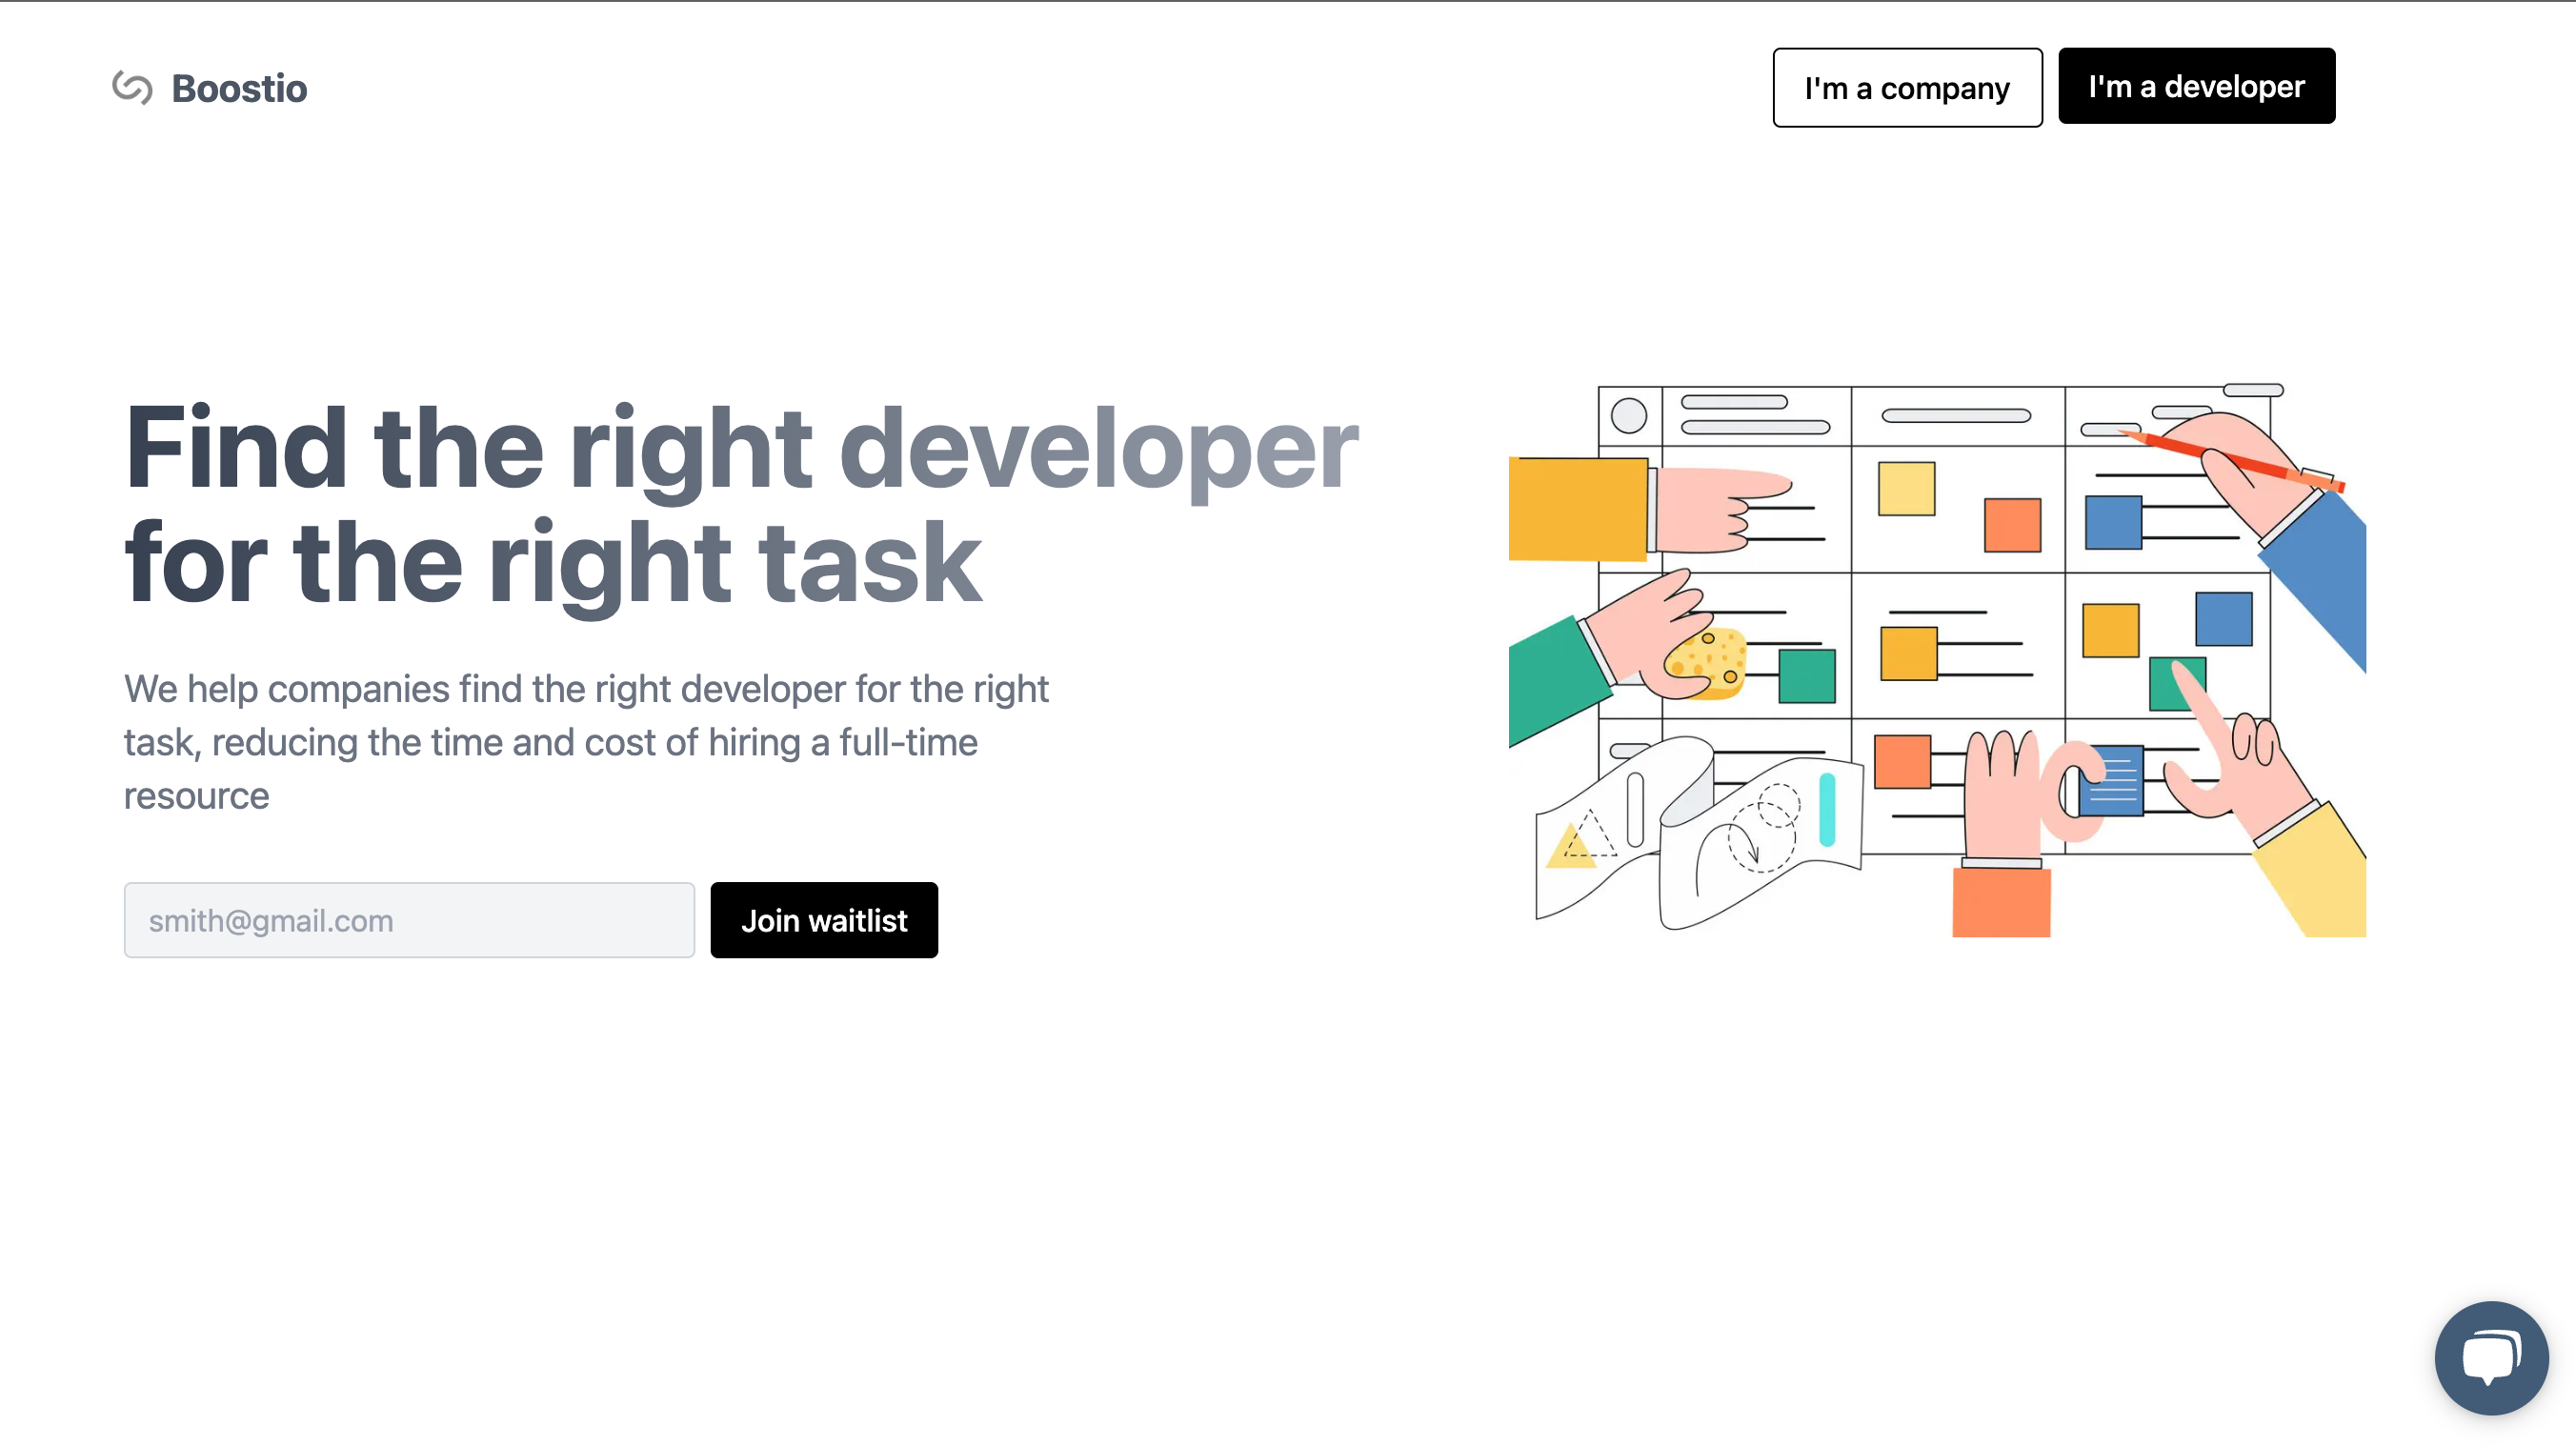 Boostio
I'm a company
I'm a developer
Find the right developer
for the right task
We help companies find the right developer for the right
task, reducing the time and cost of hiring a full-time
resource
smith@gmail.com
Join waitlist